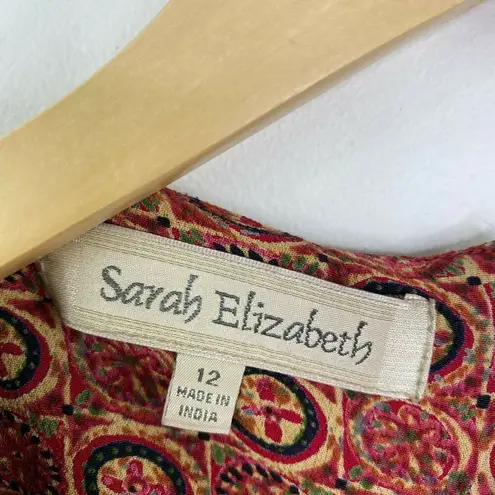 Sarah Elizabeth
12
MADE IN
INDIA